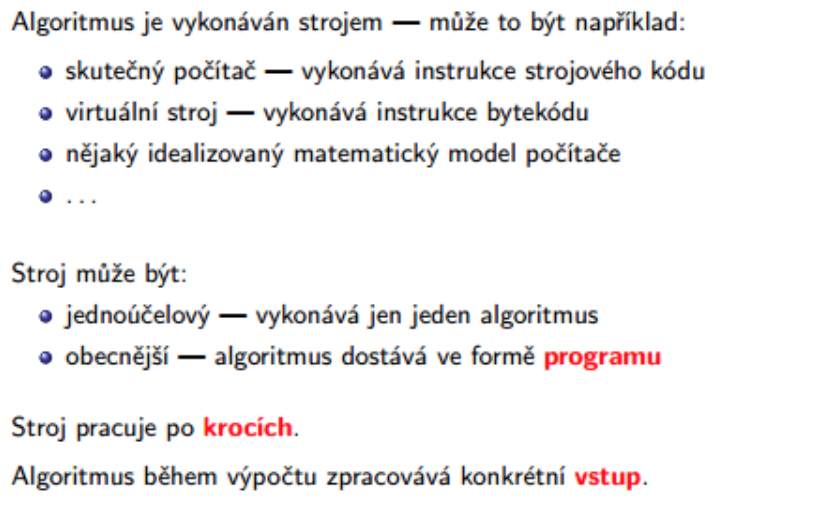 Algoritmus je vykonáván strojem — může to být například:
• skutečný počítač — vykonává instrukce strojového kódu
• virtuální stroj — vykonává instrukce bytekódu
• nějaký idealizovaný matematický model počítače
• ...
Stroj může být:
• jednoúčelový — vykonává jen jeden algoritmus
• obecnější — algoritmus dostává ve formě programu
Stroj pracuje po krocích.
Algoritmus během výpočtu zpracovává konkrétní vstup.